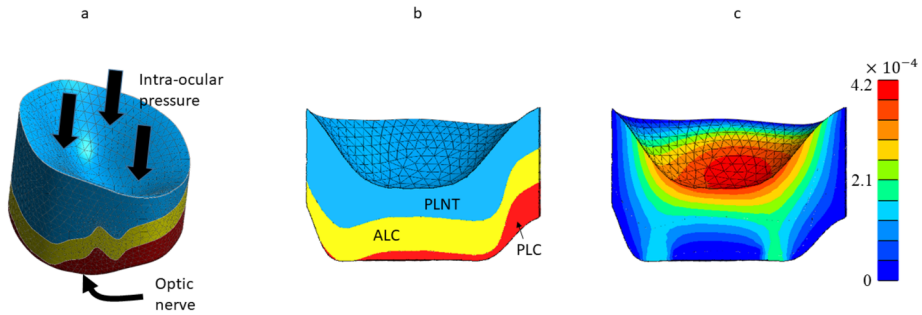 a
b
c
Intra-ocular
pressure
Optic
nerve
PLNT
ALC
PLC
× 10⁻⁴
4.2
2.1
0